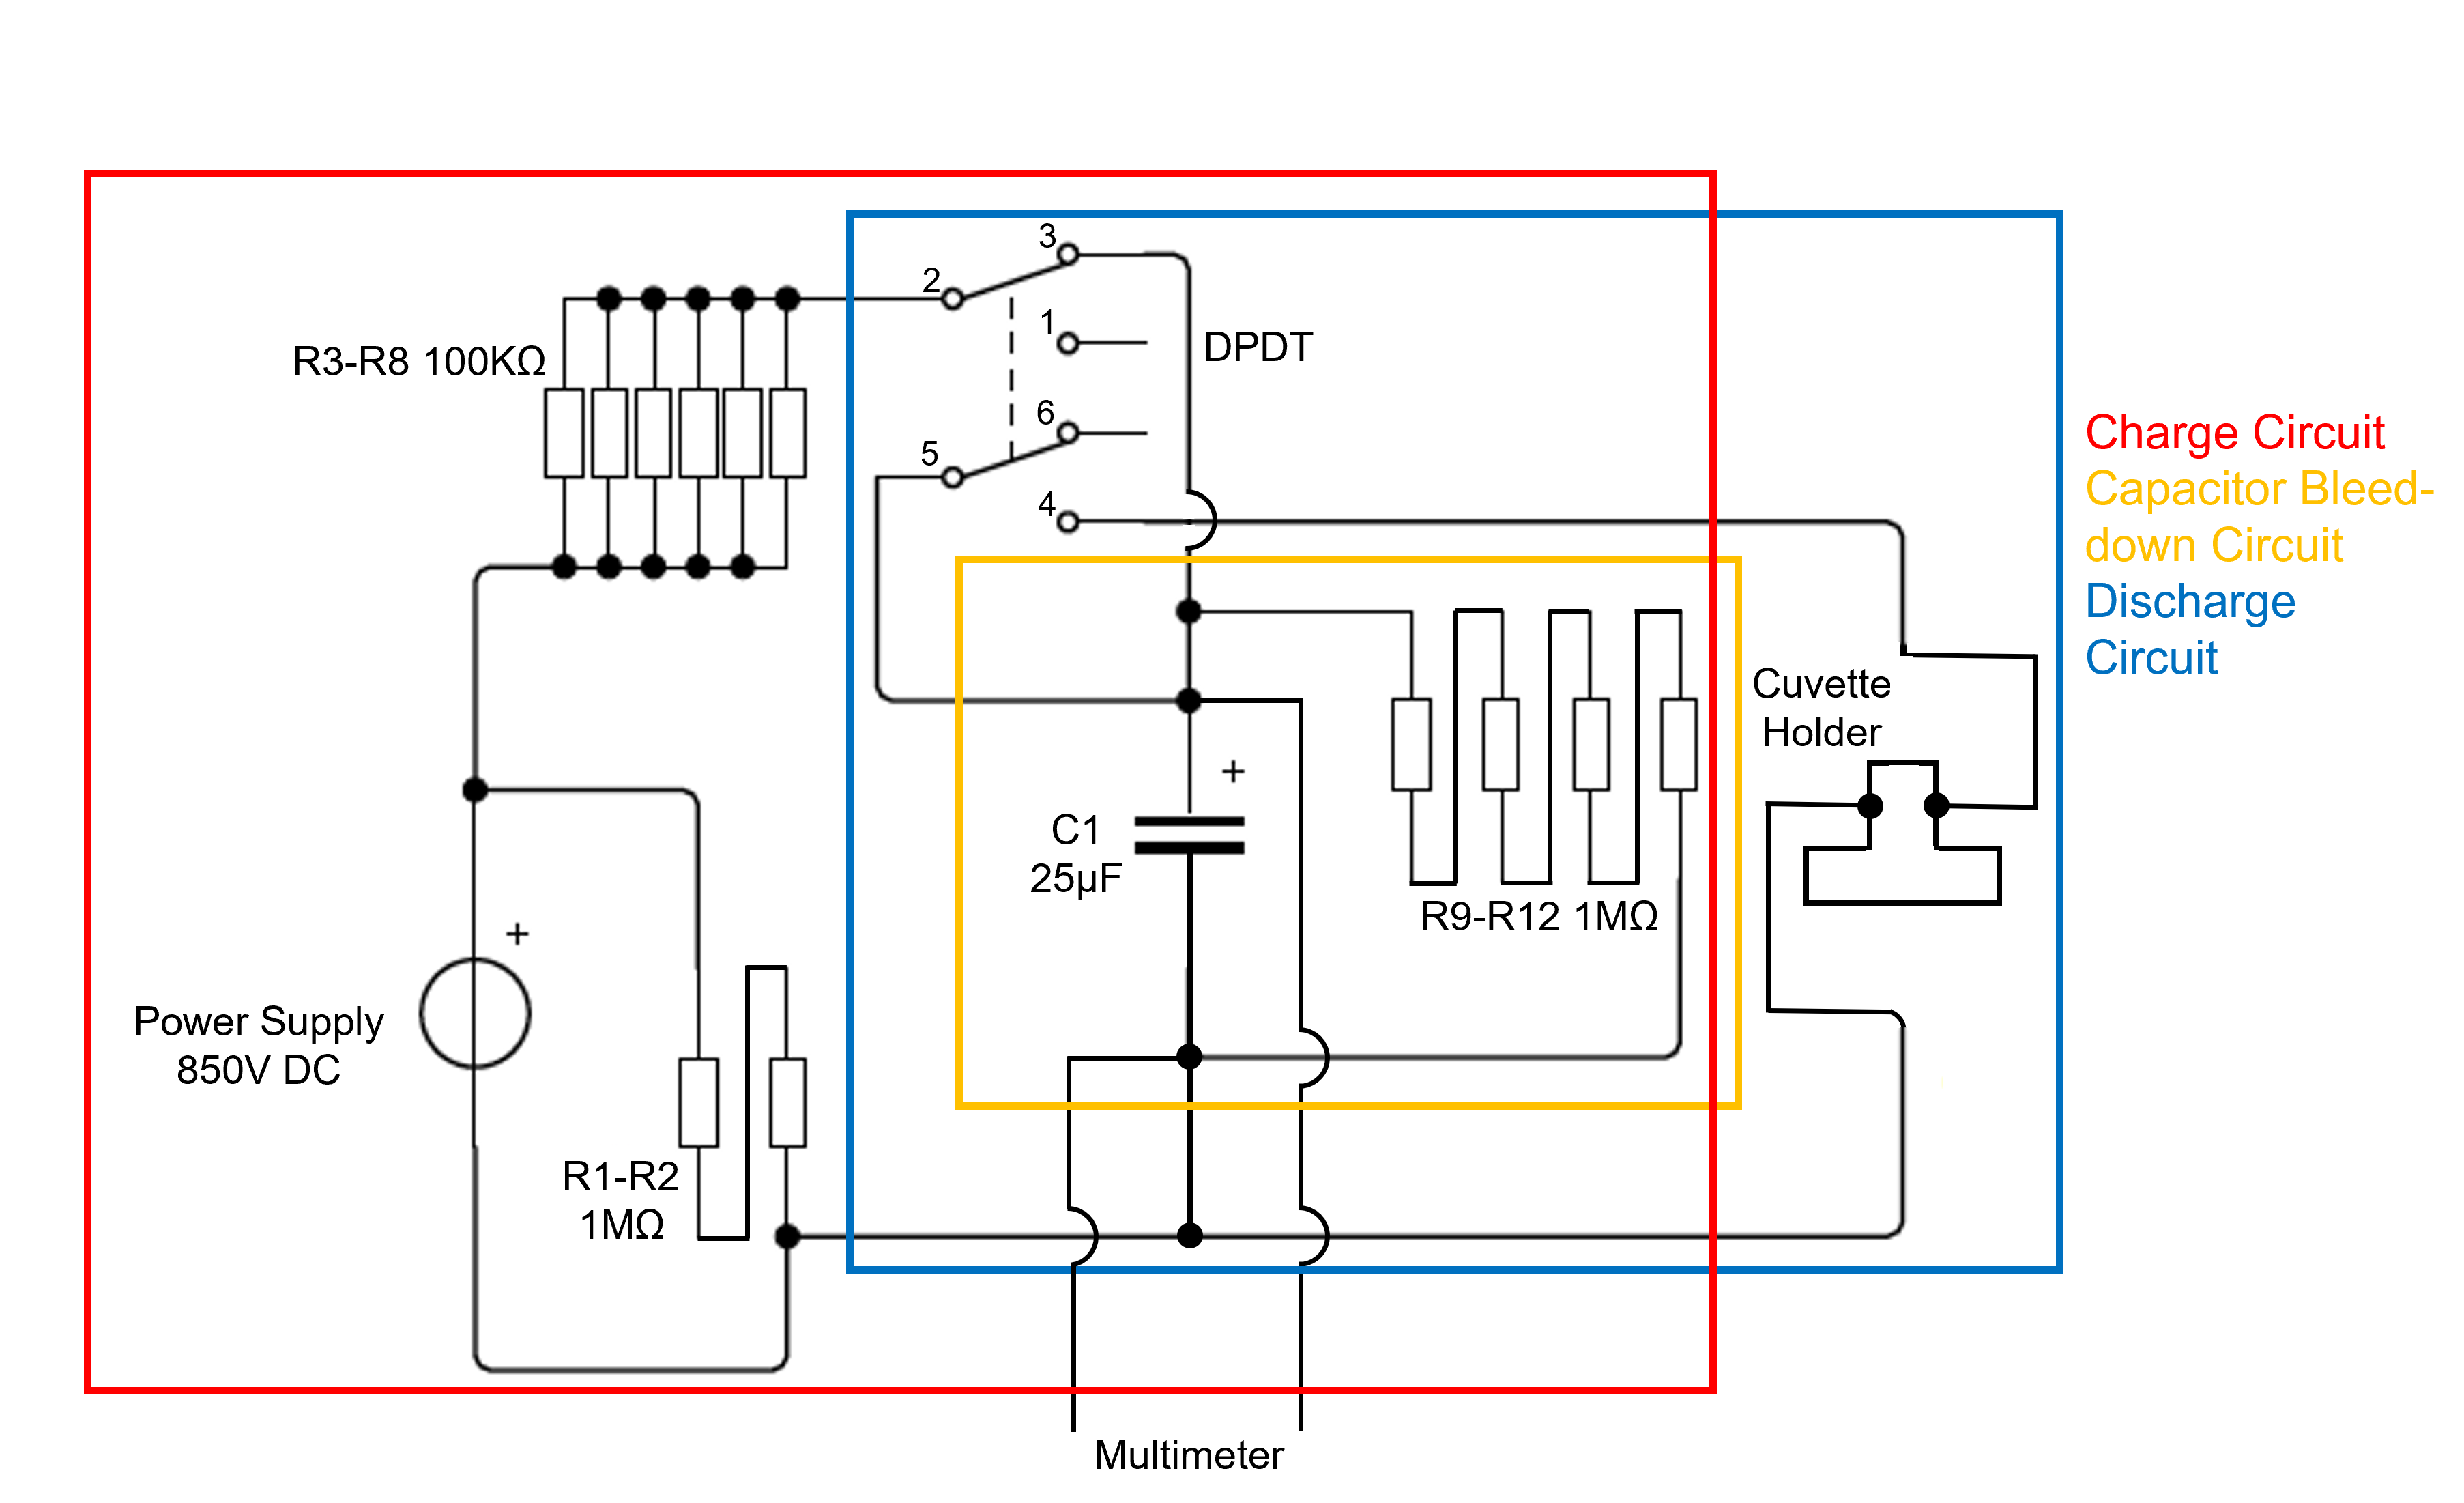 3
2
1
DPDT
R3-R8 100KΩ
6
5
4
Charge Circuit
Capacitor Bleed-
down Circuit
Discharge
Circuit
Cuvette
Holder
+
C1
25µF
R9-R12 1MΩ
+
Power Supply
850V DC
R1-R2
1MΩ
Multimeter